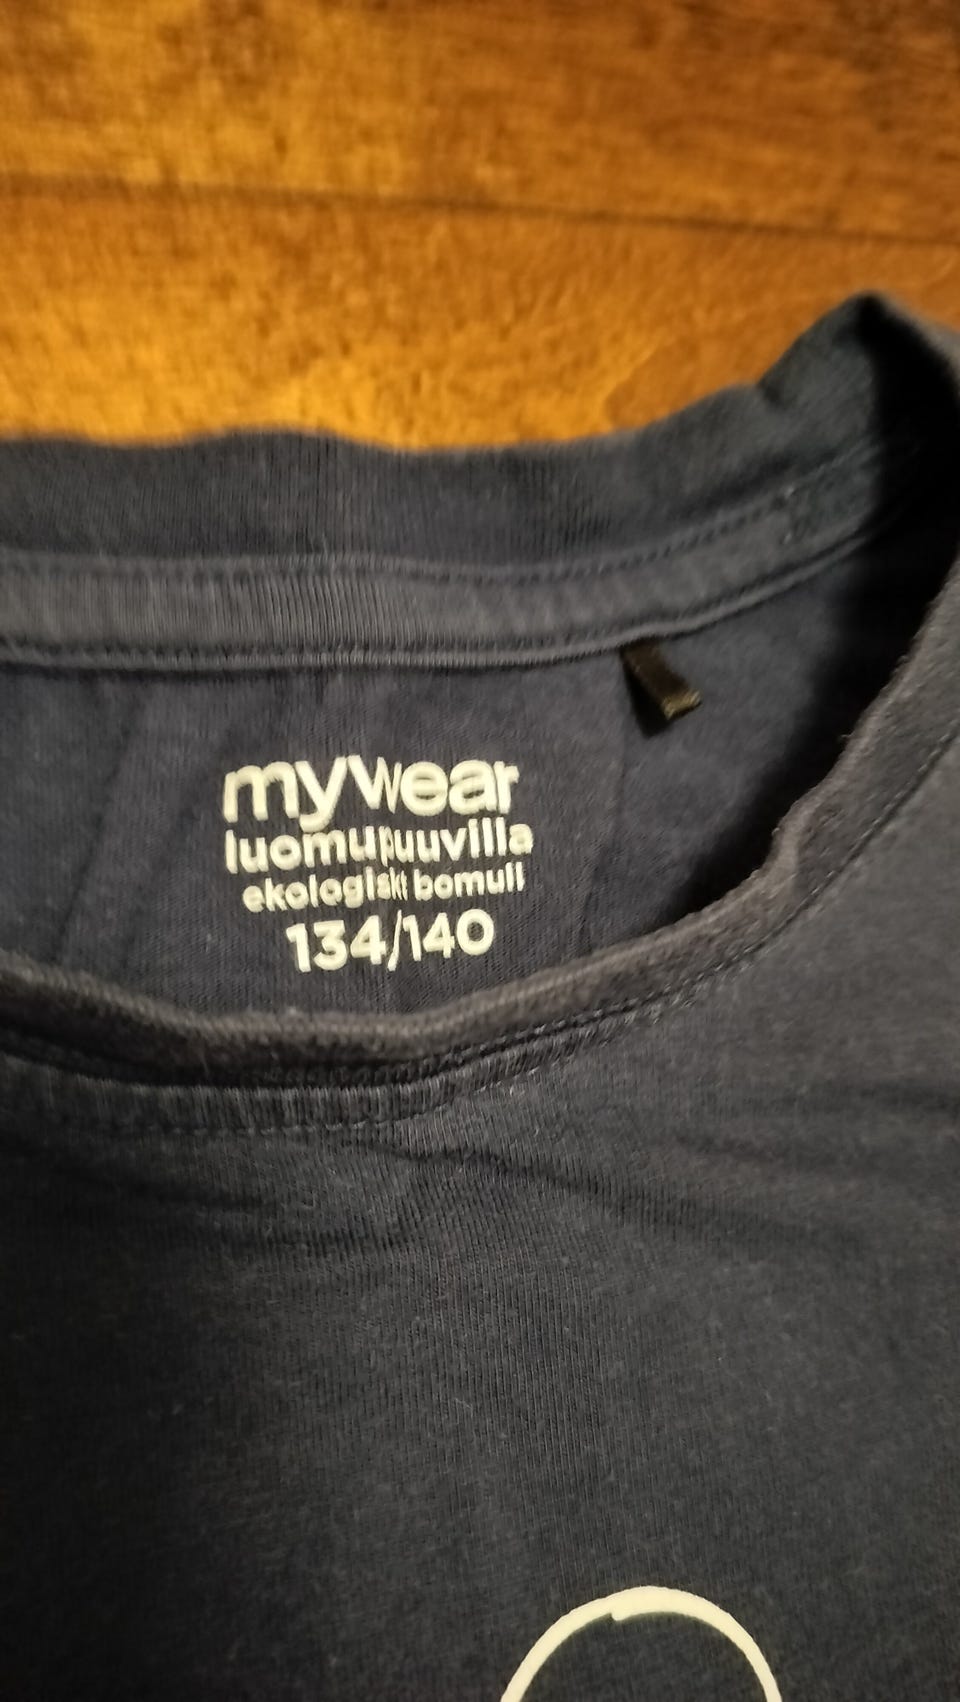 mywear
luomupuuvilla
ekologiskt bomull
134/140